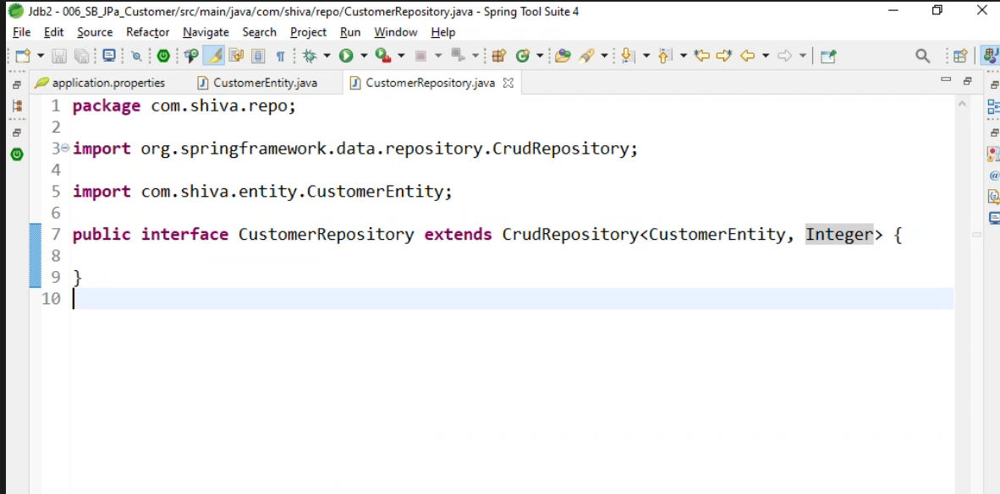 Jdb2 - 006_SB_JPa_Customer/src/main/java/com/shiva/repo/CustomerRepository.java - Spring Tool Suite 4
File Edit Source Refactor Navigate Search Project Run Window Help
application.properties CustomerEntity.java CustomerRepository.java
1 package com.shiva.repo;
2
3 import org.springframework.data.repository.CrudRepository;
4
5 import com.shiva.entity.CustomerEntity;
6
7 public interface CustomerRepository extends CrudRepository<CustomerEntity, Integer> {
8
9 }
10